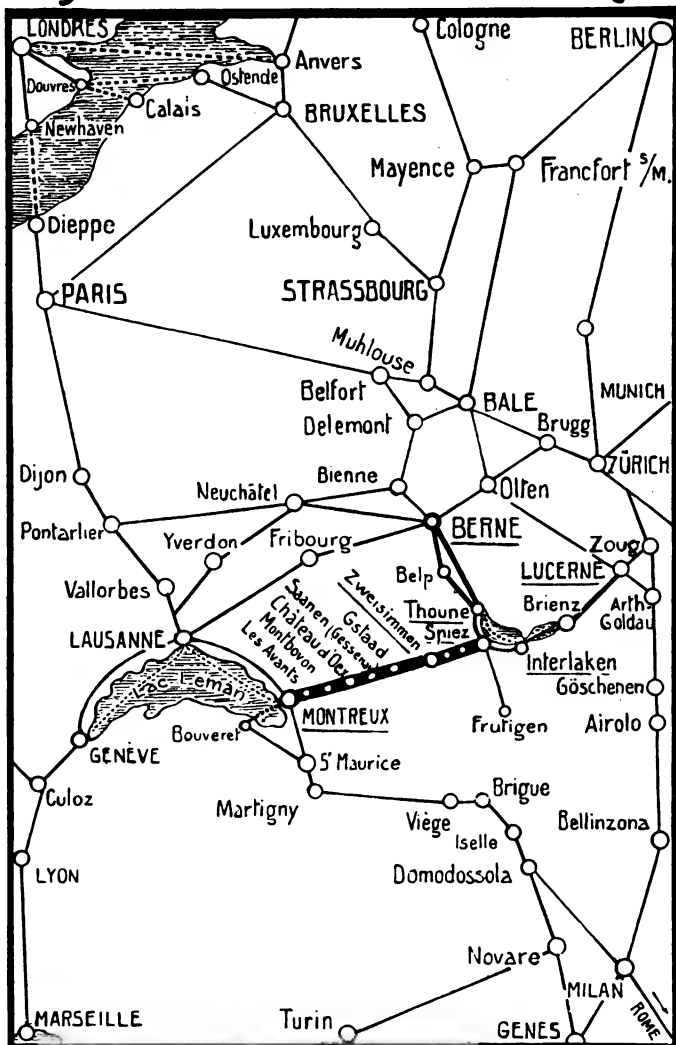 LONDRES
Cologne
BERLIN
Anvers
Douvres
Ostende
Calais
BRUXELLES
Newhaven
Mayence
Francfort s/M.
Dieppe
Luxembourg
PARIS
STRASSBOURG
Muhlouse
Belfort
BALE
MUNICH
Delemont
Brugg
ZÜRICH
Dijon
Bienne
Olten
Neuchâtel
Pontarlier
BERNE
Yverdon
Fribourg
Zoug
Belp
LUCERNE
Vallorbes
Thoune
Brienz
Arth-
Goldau
Spiez
Zweisimmen
Gstaad
Saanen (Gessenay)
Château d'Oex
Montbovon
Les Avants
LAUSANNE
Interlaken
Göschenen
Lac Leman
MONTREUX
Bouveret
Frutigen
Airolo
GENÈVE
St Maurice
Culoz
Martigny
Brigue
Viège
Iselle
Bellinzona
LYON
Domodossola
Novare
MILAN
ROME
MARSEILLE
Turin
GENES